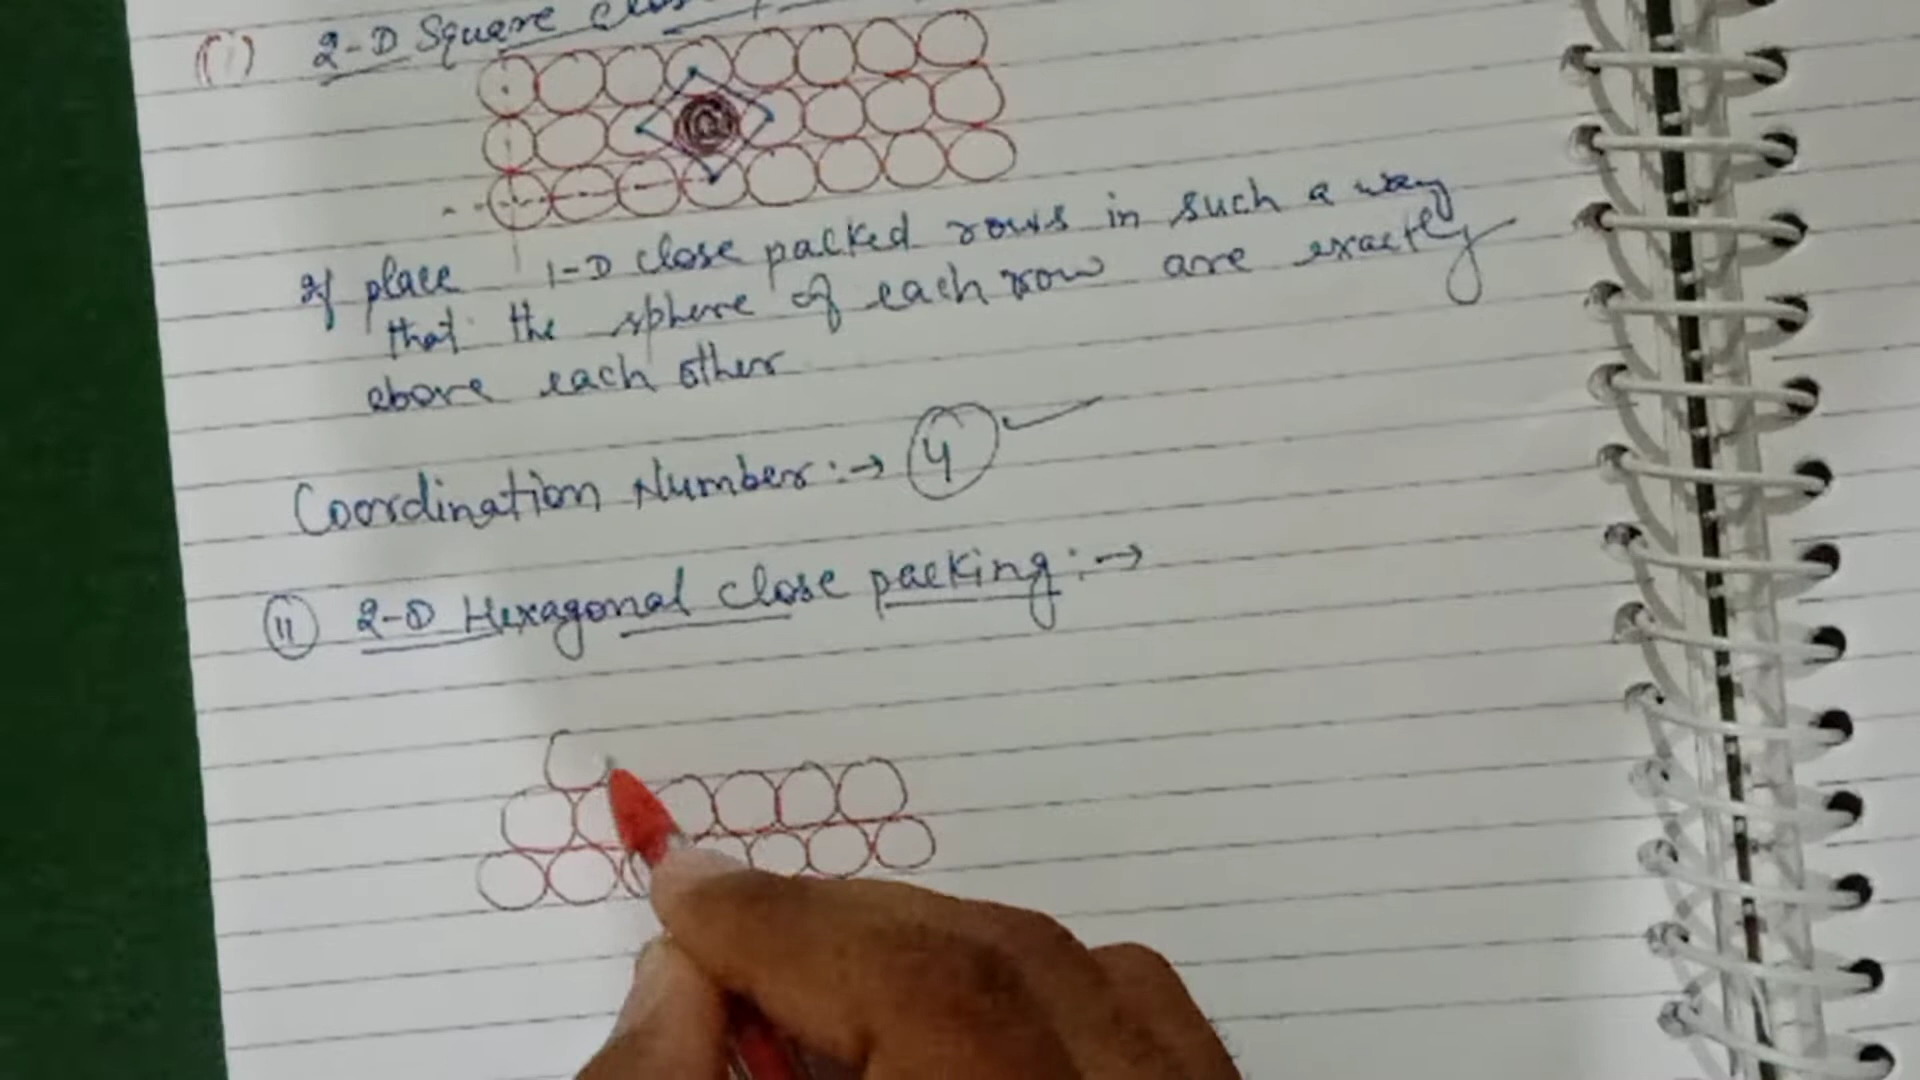 (i) 2-D Square
If place 1-D close packed rows in such a way
that the sphere of each row are exactly
above each other
Coordination Number :→ 4
(ii) 2-D Hexagonal close packing :→